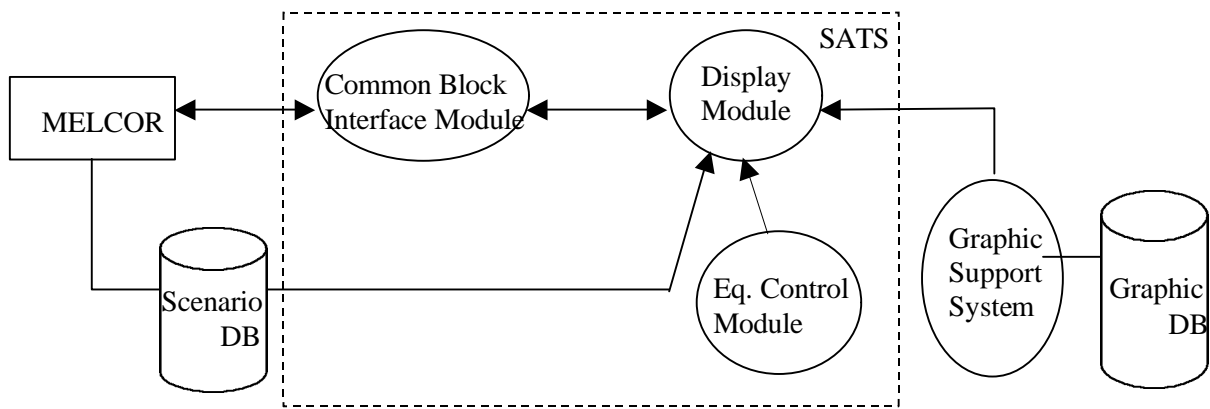 SATS
MELCOR
Common Block
Interface Module
Display
Module
Scenario
DB
Eq. Control
Module
Graphic
Support
System
Graphic
DB